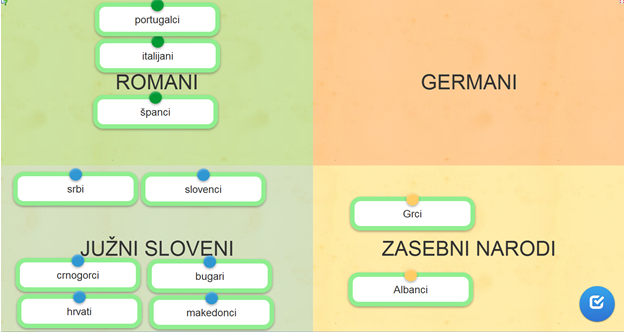 portugalci
italijani
ROMANI
španci
GERMANI
srbi
slovenci
JUŽNI SLOVENI
crnogorci
bugari
hrvati
makedonci
Grci
ZASEBNI NARODI
Albanci